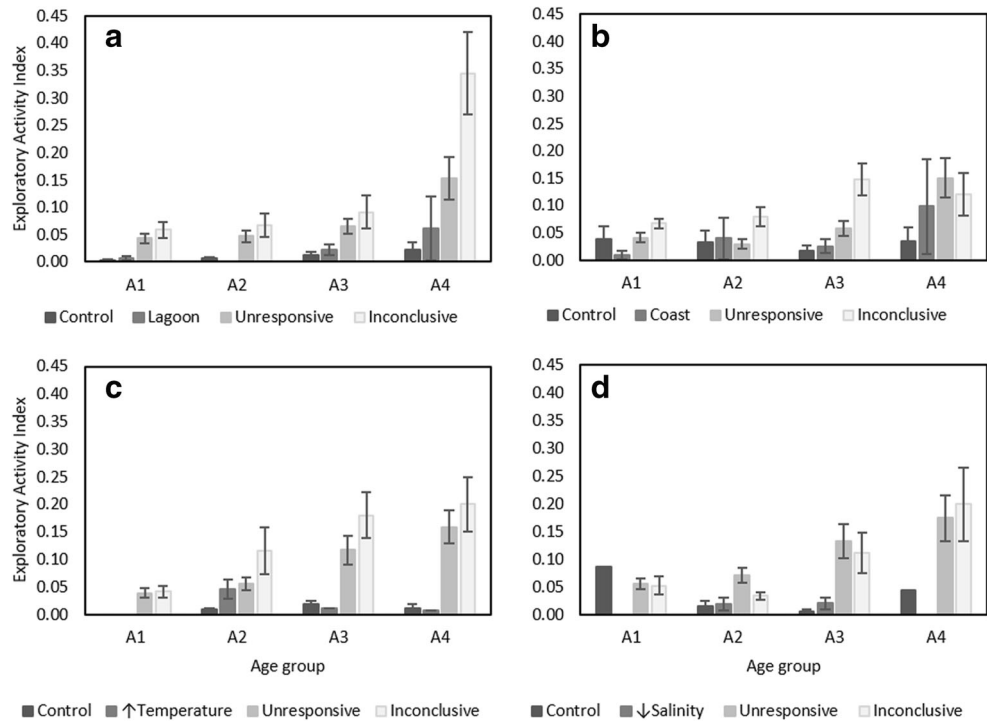 a
Exploratory Activity Index
0.45
0.40
0.35
0.30
0.25
0.20
0.15
0.10
0.05
0.00
A1 A2 A3 A4
Control Lagoon Unresponsive Inconclusive
b
0.45
0.40
0.35
0.30
0.25
0.20
0.15
0.10
0.05
0.00
A1 A2 A3 A4
Control Coast Unresponsive Inconclusive
c
Exploratory Activity Index
0.45
0.40
0.35
0.30
0.25
0.20
0.15
0.10
0.05
0.00
A1 A2 A3 A4
Age group
Control ↑Temperature Unresponsive Inconclusive
d
0.45
0.40
0.35
0.30
0.25
0.20
0.15
0.10
0.05
0.00
A1 A2 A3 A4
Age group
Control ↓Salinity Unresponsive Inconclusive